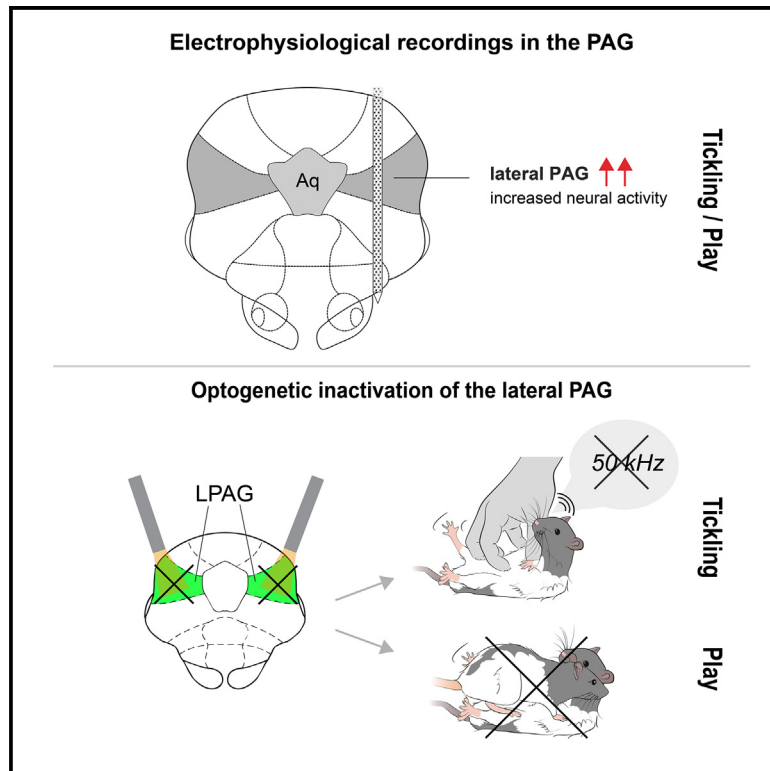 Electrophysiological recordings in the PAG
Aq
lateral PAG
increased neural activity
Tickling / Play
Optogenetic inactivation of the lateral PAG
LPAG
50 kHz
Tickling
Play